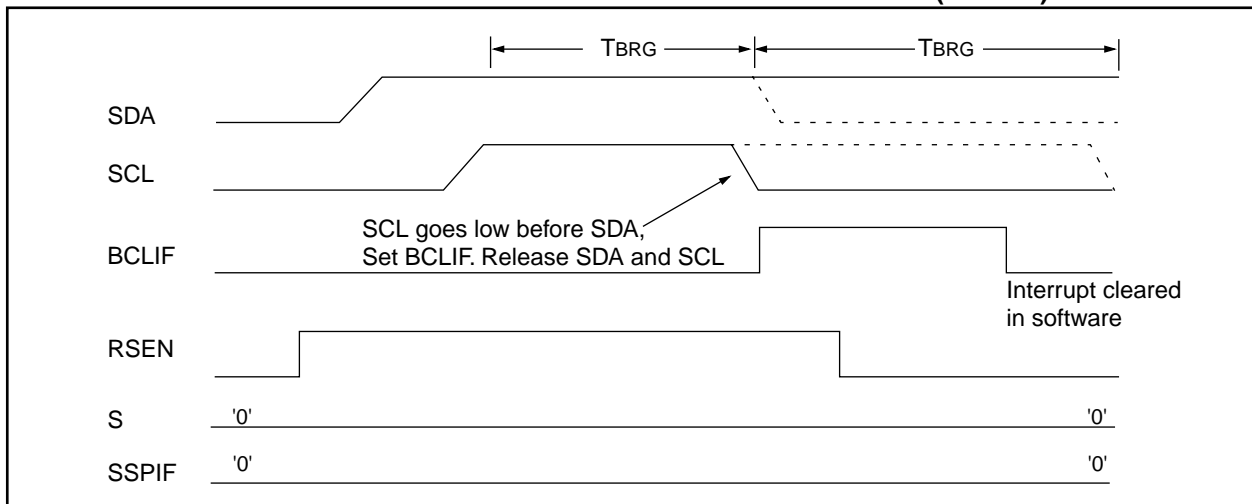 TBRG TBRG
SDA
SCL
SCL goes low before SDA,
Set BCLIF. Release SDA and SCL
BCLIF
Interrupt cleared
in software
RSEN
S '0' '0'
SSPIF '0' '0'